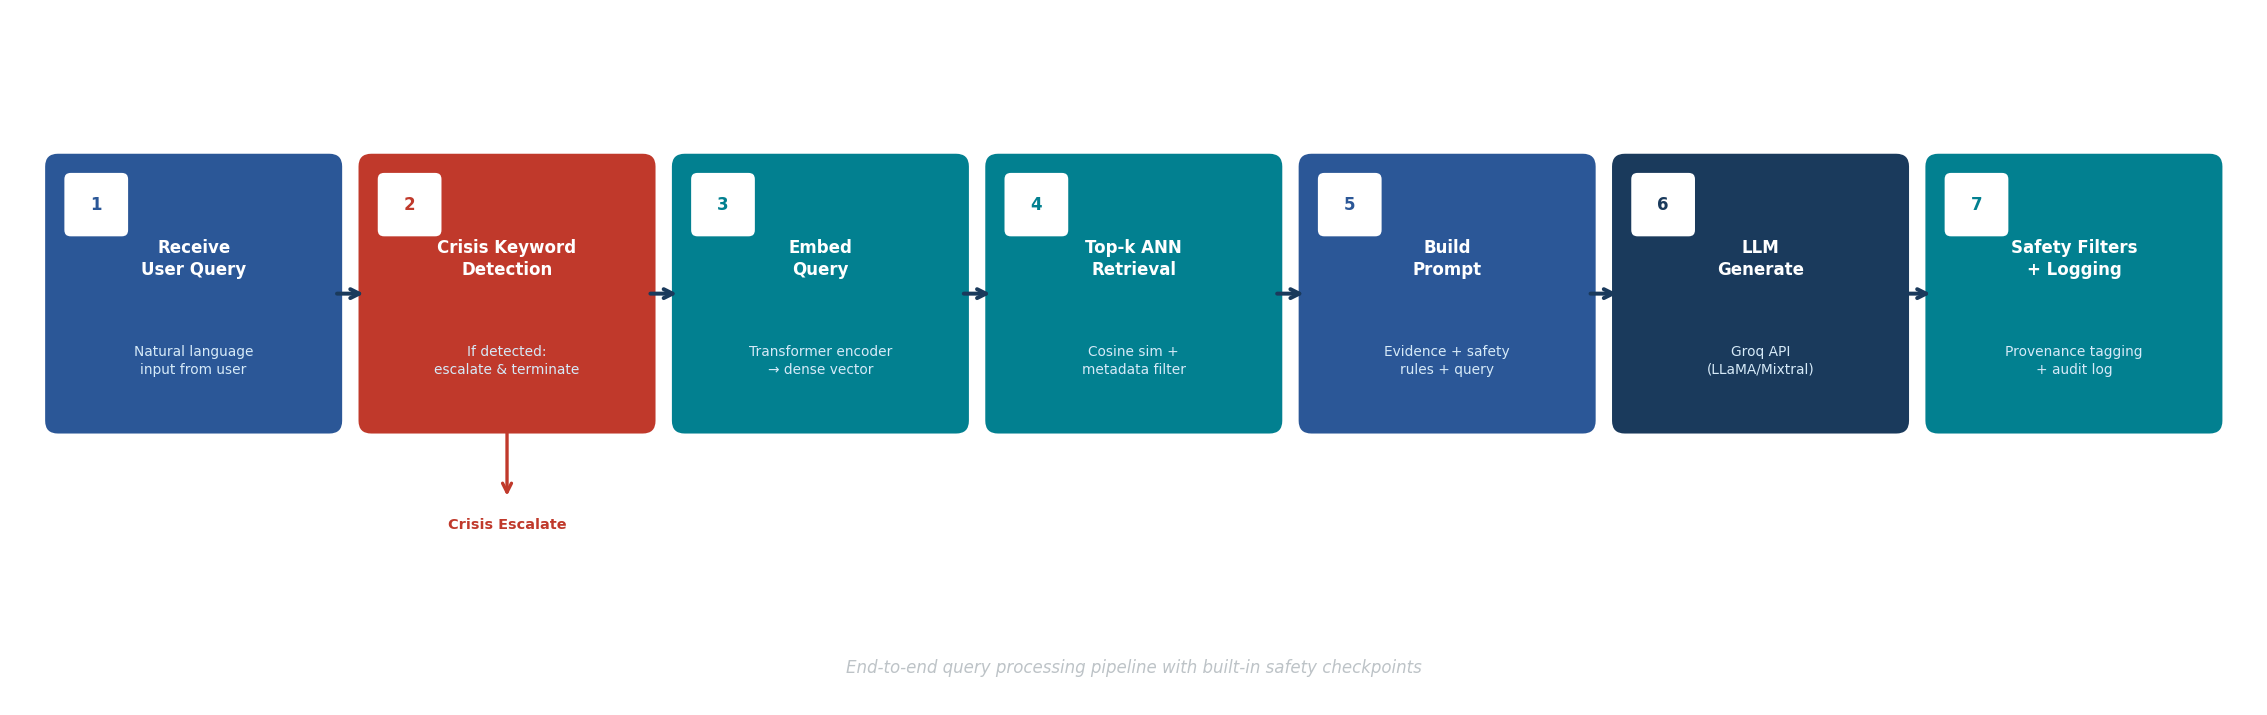 1
Receive
User Query
Natural language
input from user
2
Crisis Keyword
Detection
If detected:
escalate & terminate
Crisis Escalate
3
Embed
Query
Transformer encoder
→ dense vector
4
Top-k ANN
Retrieval
Cosine sim +
metadata filter
5
Build
Prompt
Evidence + safety
rules + query
6
LLM
Generate
Groq API
(LLaMA/Mixtral)
7
Safety Filters
+ Logging
Provenance tagging
+ audit log
End-to-end query processing pipeline with built-in safety checkpoints